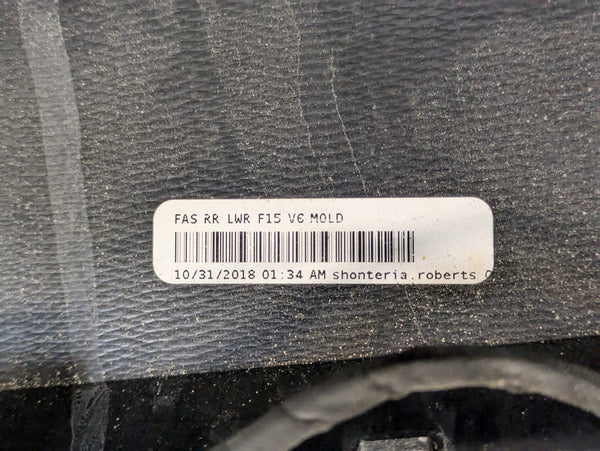 FAS RR LWR F15 V6 MOLD
10/31/2018 01:34 AM shonteria.roberts